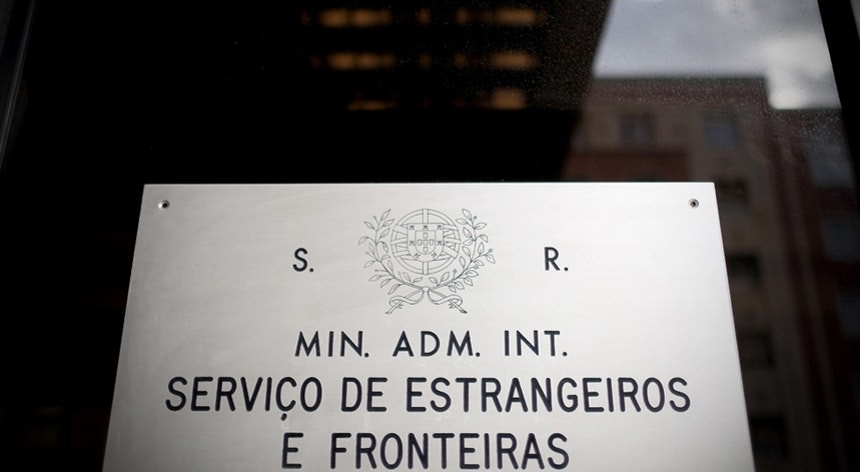 S. R.
MIN. ADM. INT.
SERVIÇO DE ESTRANGEIROS
E FRONTEIRAS